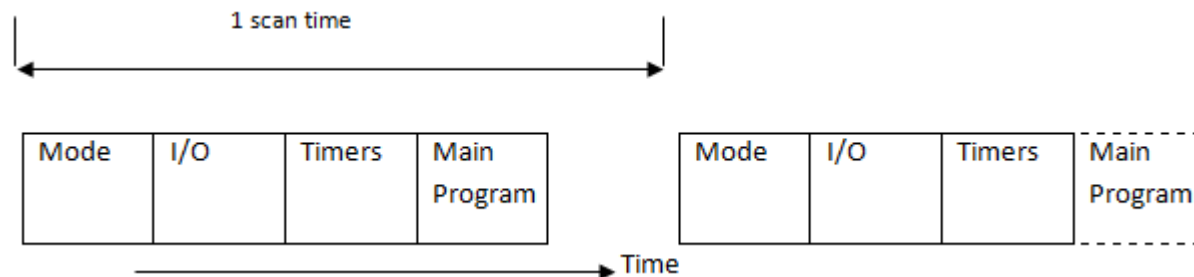 1 scan time
Mode
I/O
Timers
Main
Program
Mode
I/O
Timers
Main
Program
Time